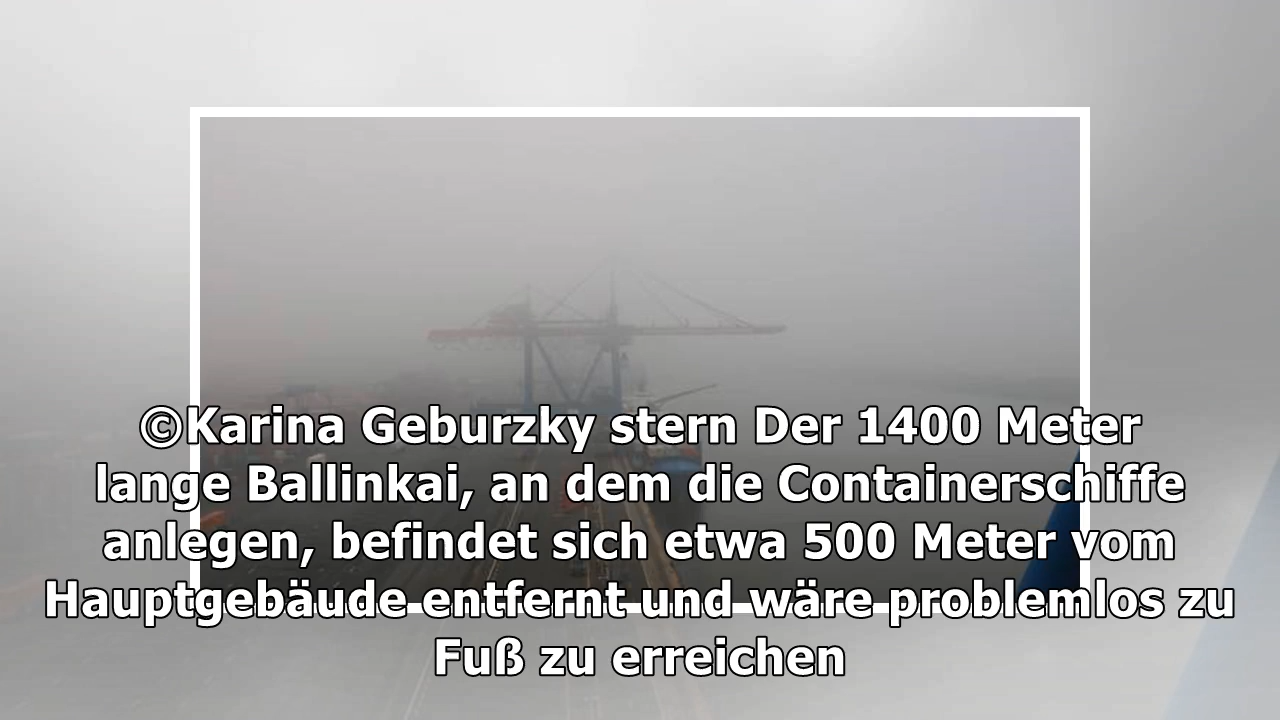 ©Karina Geburzky stern Der 1400 Meter
lange Ballinkai, an dem die Containerschiffe
anlegen, befindet sich etwa 500 Meter vom
Hauptgebäude entfernt und wäre problemlos zu
Fuß zu erreichen